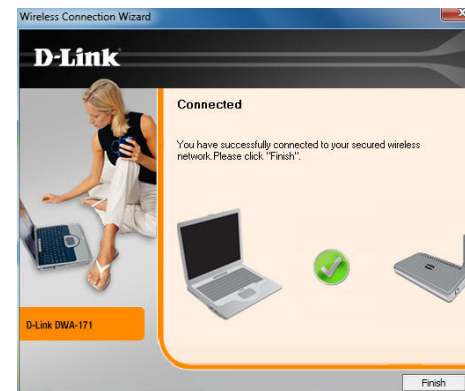 Wireless Connection Wizard
D-Link
Connected
You have successfully connected to your secured wireless
network.Please click "Finish".
D-Link DWA-171
Finish